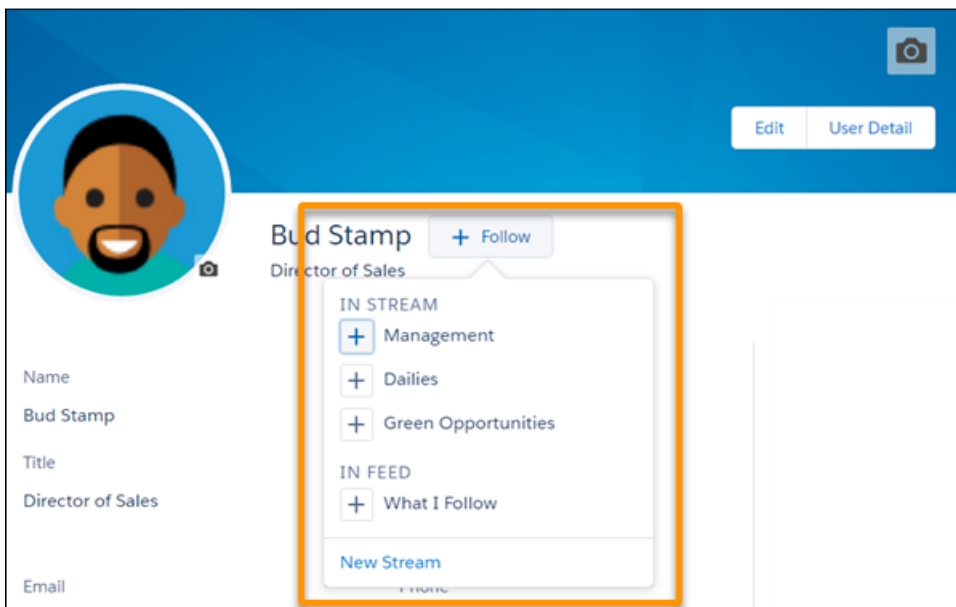 Edit User Detail
Bud Stamp + Follow
Director of Sales
IN STREAM
+ Management
+ Dailies
+ Green Opportunities
IN FEED
+ What I Follow
New Stream
Name
Bud Stamp
Title
Director of Sales
Email
Phone